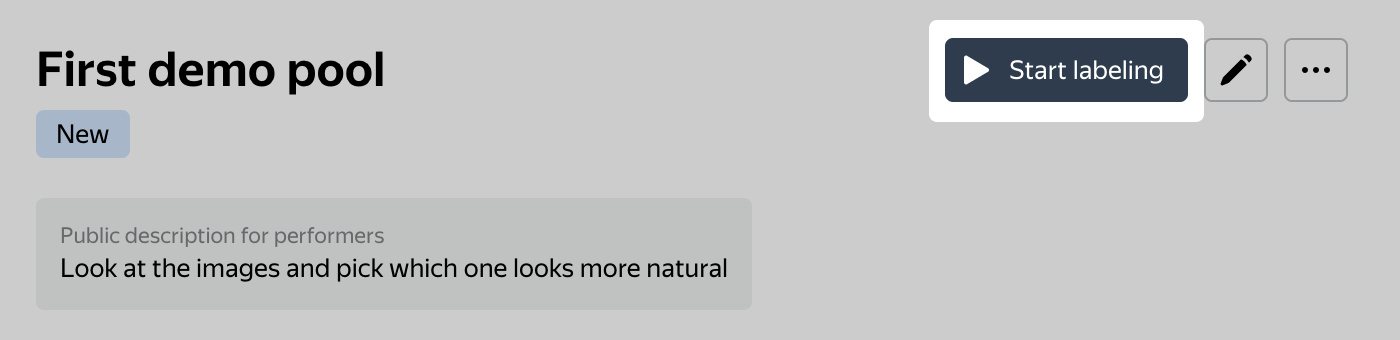 First demo pool
Start labeling
New
Public description for performers
Look at the images and pick which one looks more natural